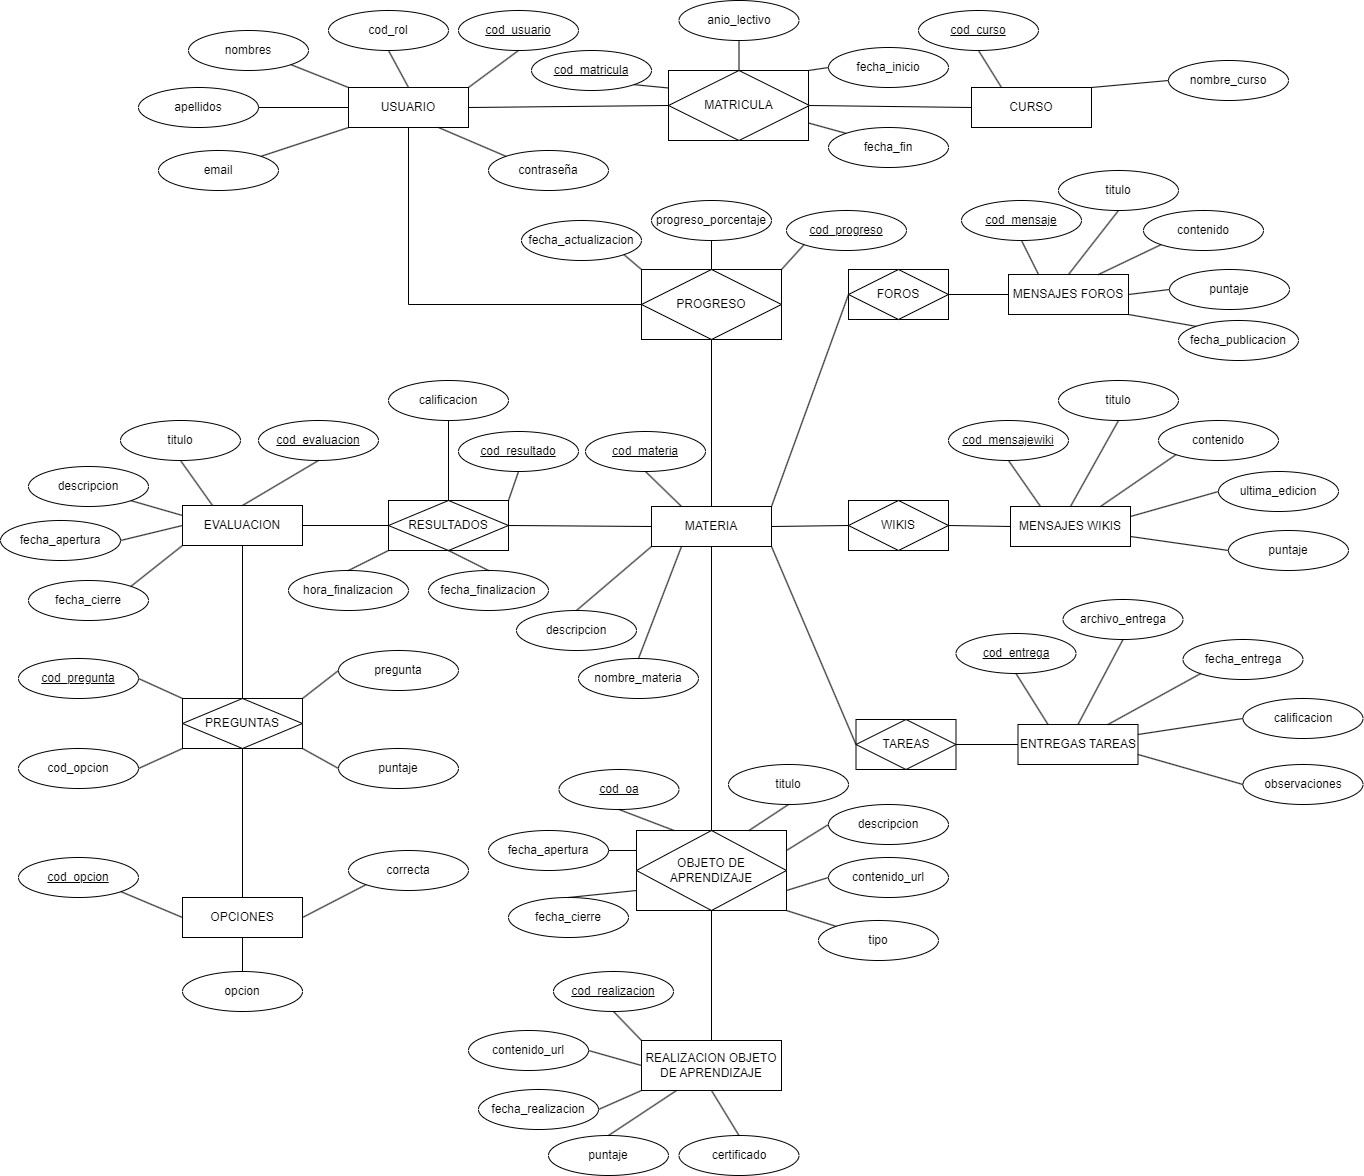 anio_lectivo
cod_rol
cod_usuario
cod_curso
nombres
cod_matricula
fecha_inicio
nombre_curso
apellidos
USUARIO
MATRICULA
CURSO
email
contraseña
fecha_fin
titulo
fecha_actualizacion
progreso_porcentaje
cod_progreso
cod_mensaje
contenido
PROGRESO
FOROS
MENSAJES FOROS
puntaje
fecha_publicacion
calificacion
titulo
titulo
cod_evaluacion
cod_resultado
cod_materia
cod_mensajewiki
contenido
descripcion
ultima_edicion
fecha_apertura
EVALUACION
RESULTADOS
MATERIA
WIKIS
MENSAJES WIKIS
puntaje
fecha_cierre
hora_finalizacion
fecha_finalizacion
descripcion
archivo_entrega
cod_entrega
fecha_entrega
cod_pregunta
pregunta
nombre_materia
PREGUNTAS
calificacion
TAREAS
ENTREGAS TAREAS
cod_opcion
puntaje
observaciones
cod_oa
titulo
descripcion
fecha_apertura
OBJETO DE
APRENDIZAJE
contenido_url
cod_opcion
correcta
OPCIONES
fecha_cierre
tipo
opcion
cod_realizacion
contenido_url
REALIZACION OBJETO
DE APRENDIZAJE
fecha_realizacion
puntaje
certificado